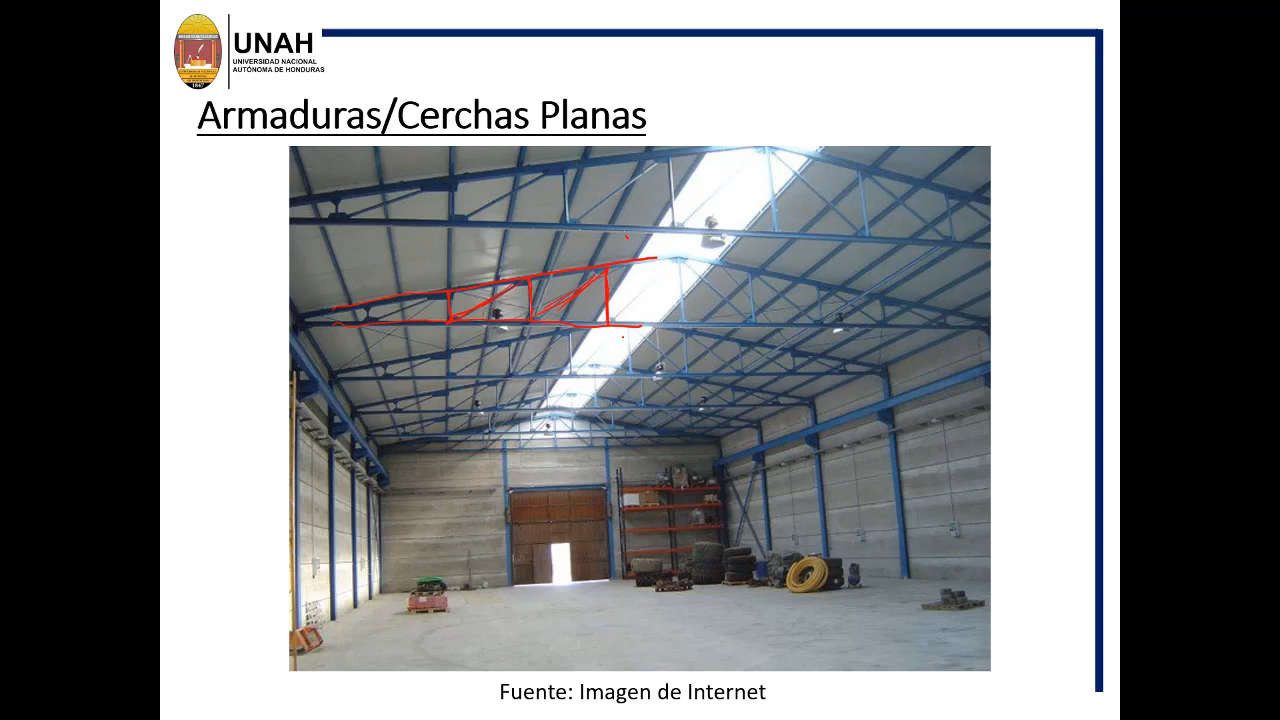 UNAH
UNIVERSIDAD NACIONAL
AUTÓNOMA DE HONDURAS
Armaduras/Cerchas Planas
Fuente: Imagen de Internet